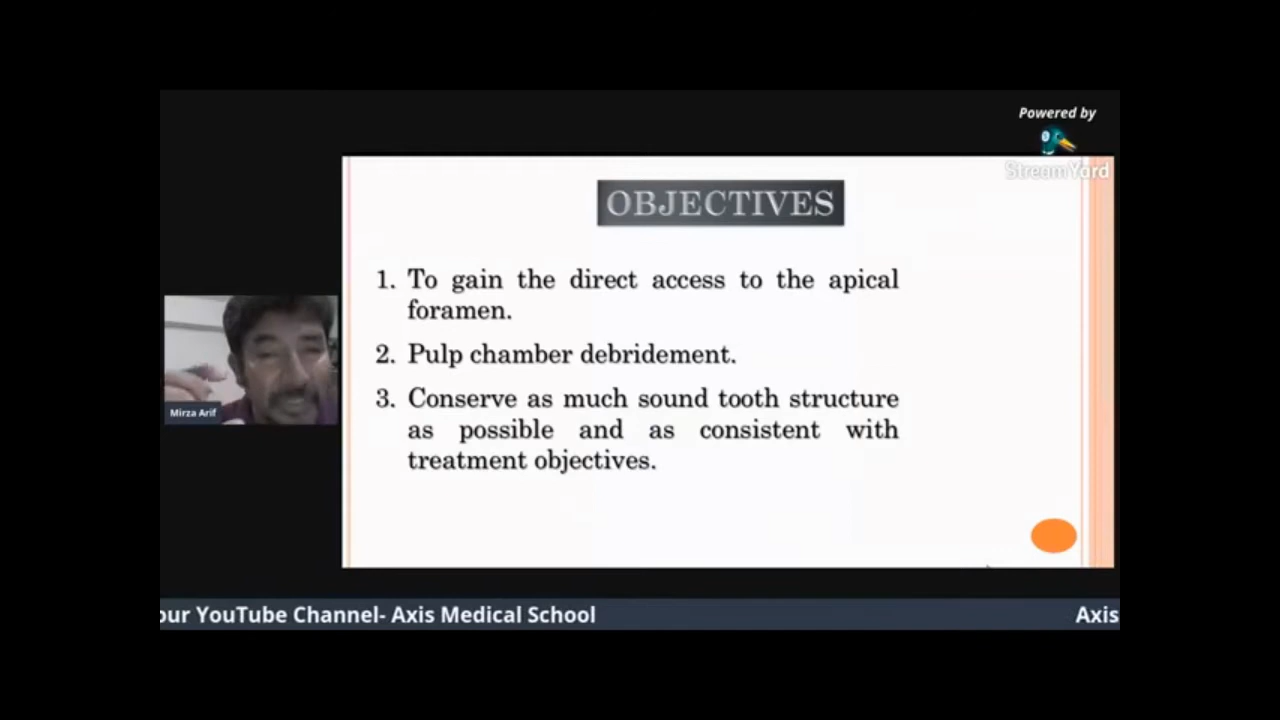 Powered by
StreamYard
OBJECTIVES
1. To gain the direct access to the apical
foramen.
2. Pulp chamber debridement.
3. Conserve as much sound tooth structure
as possible and as consistent with
treatment objectives.
Mirza Arif
our YouTube Channel- Axis Medical School
Axis